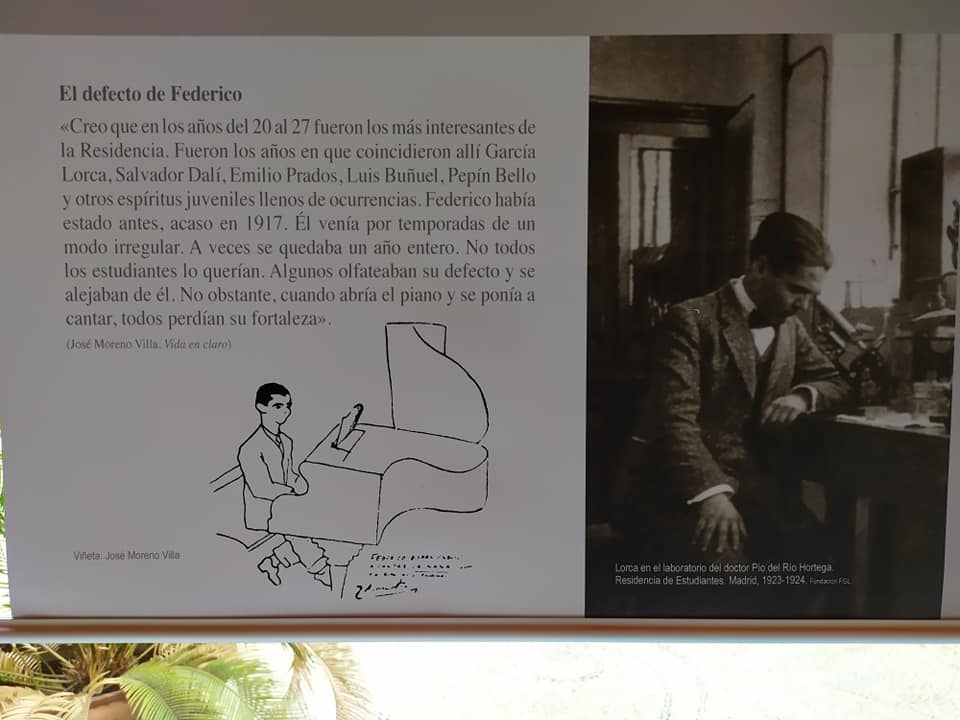 El defecto de Federico
«Creo que en los años del 20 al 27 fueron los más interesantes de
la Residencia. Fueron los años en que coincidieron allí García
Lorca, Salvador Dalí, Emilio Prados, Luis Buñuel, Pepín Bello
y otros espíritus juveniles llenos de ocurrencias. Federico había
estado antes, acaso en 1917. Él venía por temporadas de un
modo irregular. A veces se quedaba un año entero. No todos
los estudiantes lo querían. Algunos olfateaban su defecto y se
alejaban de él. No obstante, cuando abría el piano y se ponía a
cantar, todos perdían su fortaleza».
(José Moreno Villa. Vida en claro)
Viñeta: José Moreno Villa
Lorca en el laboratorio del doctor Pío del Río Hortega.
Residencia de Estudiantes. Madrid, 1923-1924. Fundación FGL